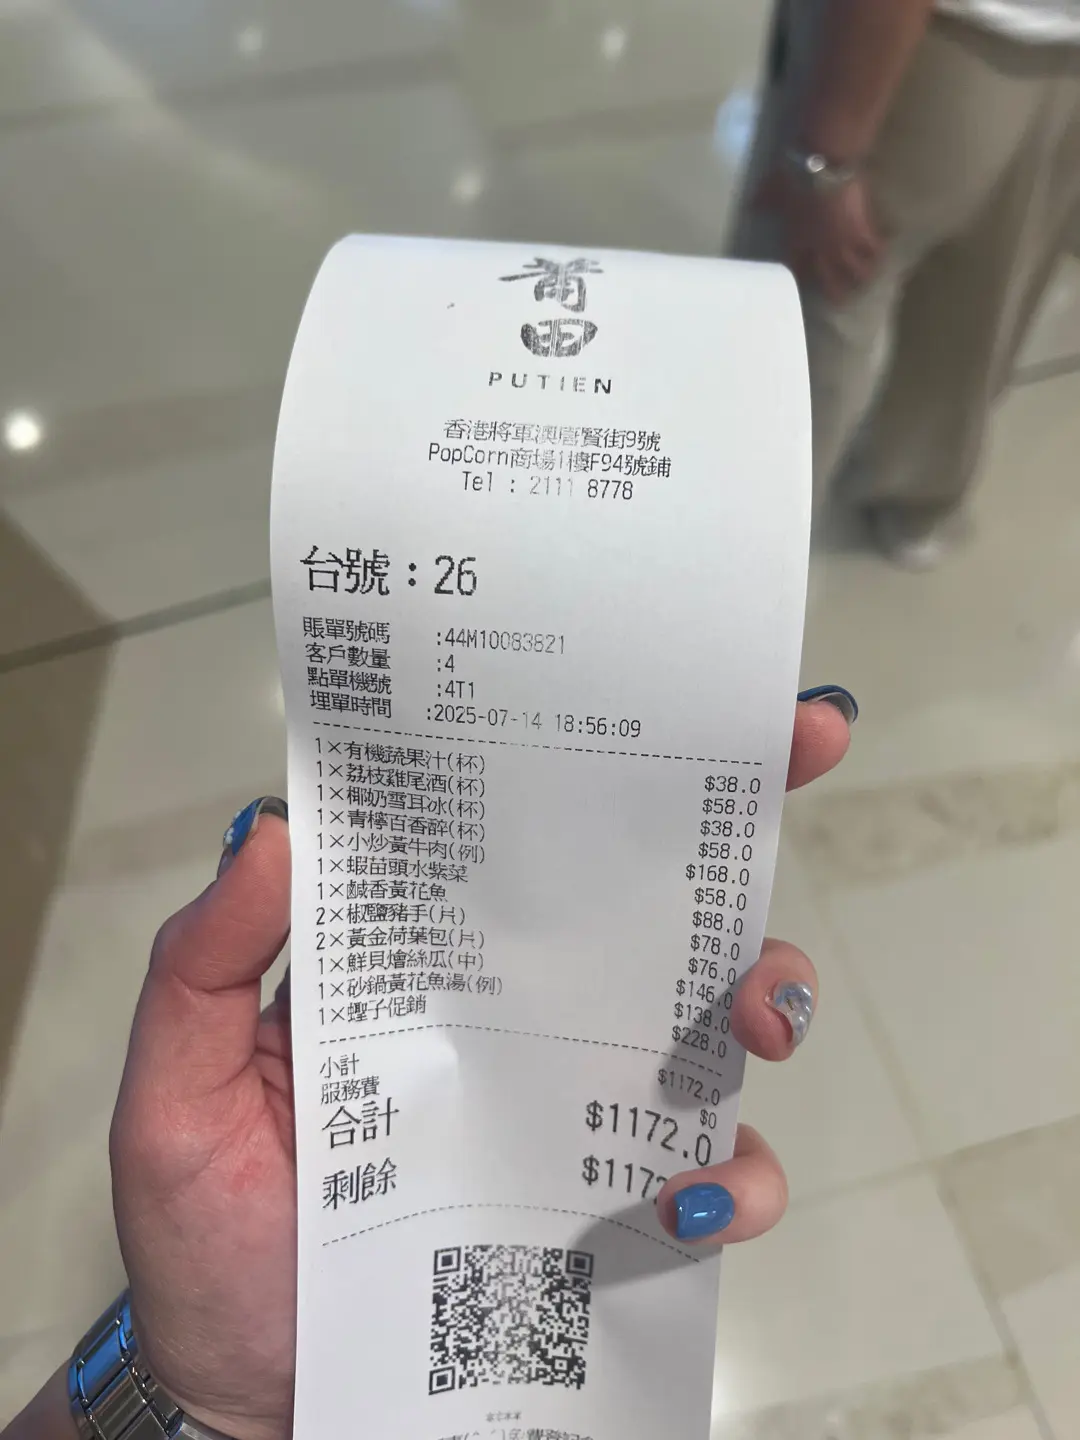 莆田
PUTIEN
香港將軍澳唐賢街9號
PopCorn商場1樓F94號鋪
Tel : 2111 8778
台號：26
賬單號碼 :44M10083821
客戶數量 :4
點單機號 :4T1
埋單時間 :2025-07-14 18:56:09
1×有機蔬果汁(杯) $38.0
1×荔枝雞尾酒(杯) $58.0
1×椰奶雪耳冰(杯) $38.0
1×青檸百香醉(杯) $58.0
1×小炒黃牛肉(例) $168.0
1×蝦苗頭水紫菜 $58.0
1×鹹香黃花魚 $88.0
2×椒鹽豬手(片) $78.0
2×黃金荷葉包(片) $76.0
1×鮮貝燴絲瓜(中) $146.0
1×砂鍋黃花魚湯(例) $138.0
1×蟶子促銷 $228.0
小計 $1172.0
服務費 $0
合計 $1172.0
剩餘 $117